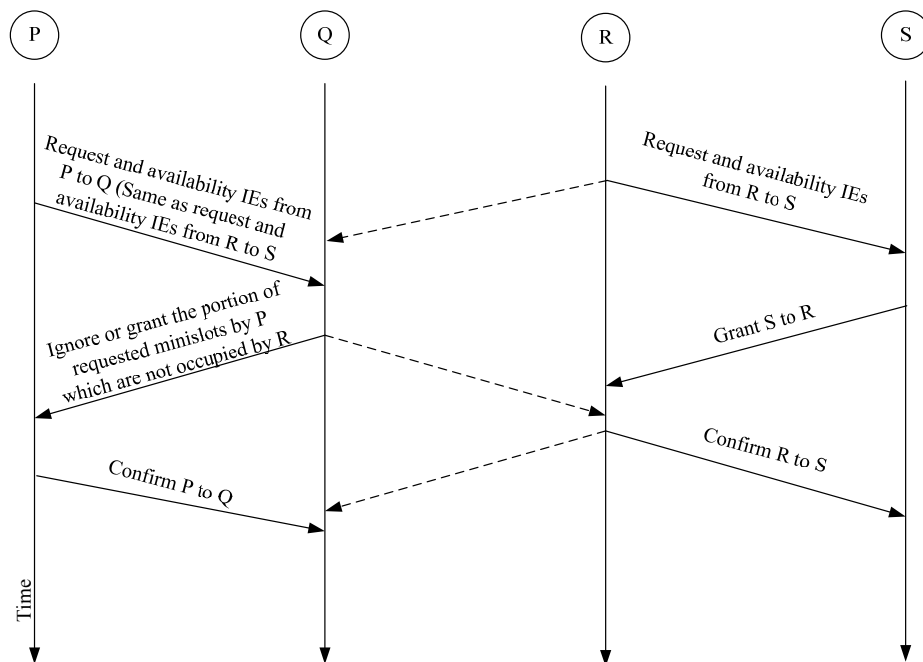 P
Q
R
S
Request and availability IEs from
P to Q (Same as request and
availability IEs from R to S
Request and availability IEs
from R to S
Ignore or grant the portion of
requested minislots by P
which are not occupied by R
Grant S to R
Confirm P to Q
Confirm R to S
Time